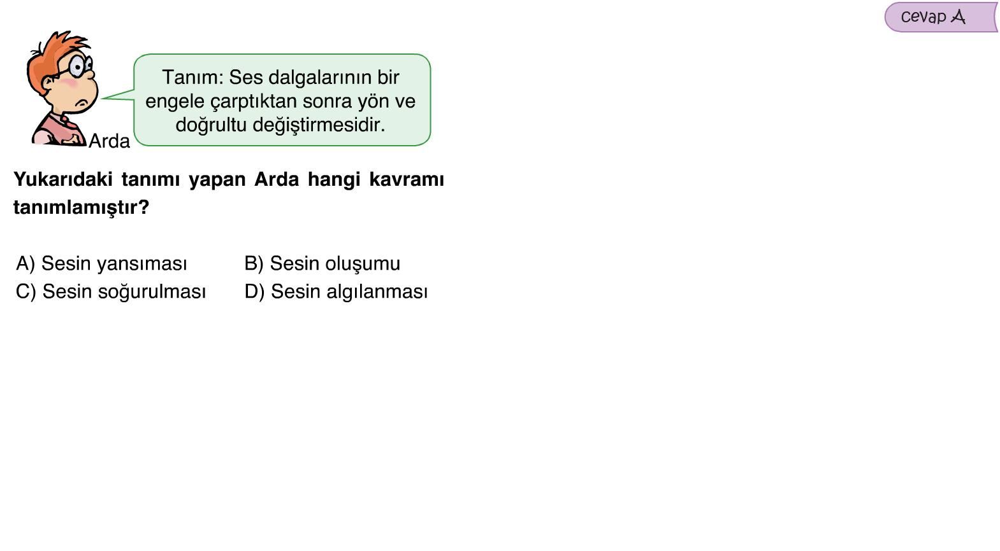 cevap A
Tanım: Ses dalgalarının bir
engele çarptıktan sonra yön ve
doğrultu değiştirmesidir.
Arda
Yukarıdaki tanımı yapan Arda hangi kavramı
tanımlamıştır?
A) Sesin yansıması B) Sesin oluşumu
C) Sesin soğurulması D) Sesin algılanması